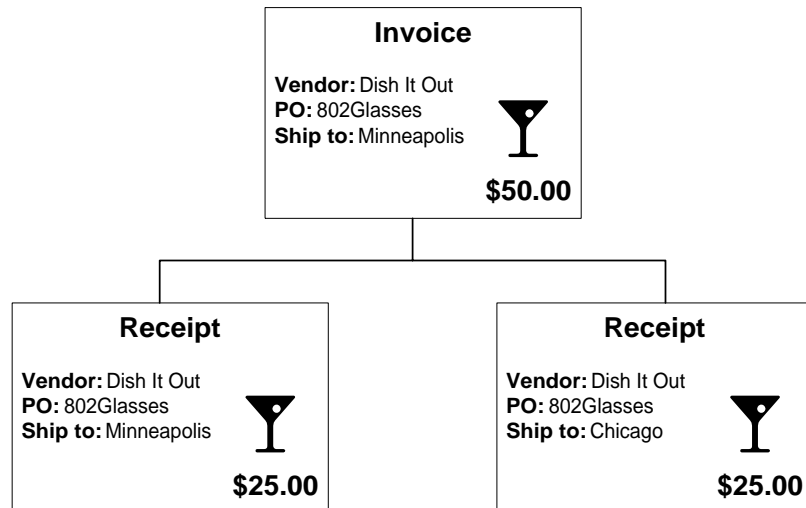 Invoice
Vendor: Dish It Out
PO: 802Glasses
Ship to: Minneapolis
$50.00
Receipt
Vendor: Dish It Out
PO: 802Glasses
Ship to: Minneapolis
$25.00
Receipt
Vendor: Dish It Out
PO: 802Glasses
Ship to: Chicago
$25.00